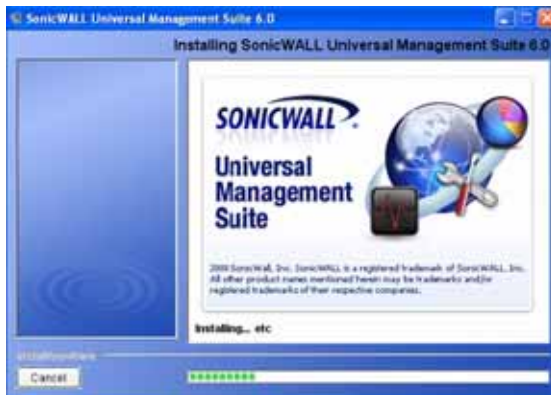 SonicWALL Universal Management Suite 6.0
Installing SonicWALL Universal Management Suite 6.0
SONICWALL
Universal
Management
Suite
2009 SonicWall, Inc. SonicWALL is a registered trademark of SonicWALL, Inc.
All other product names mentioned herein may be trademarks and/or
registered trademarks of their respective companies.
Installing... etc
InstallAnywhere
Cancel